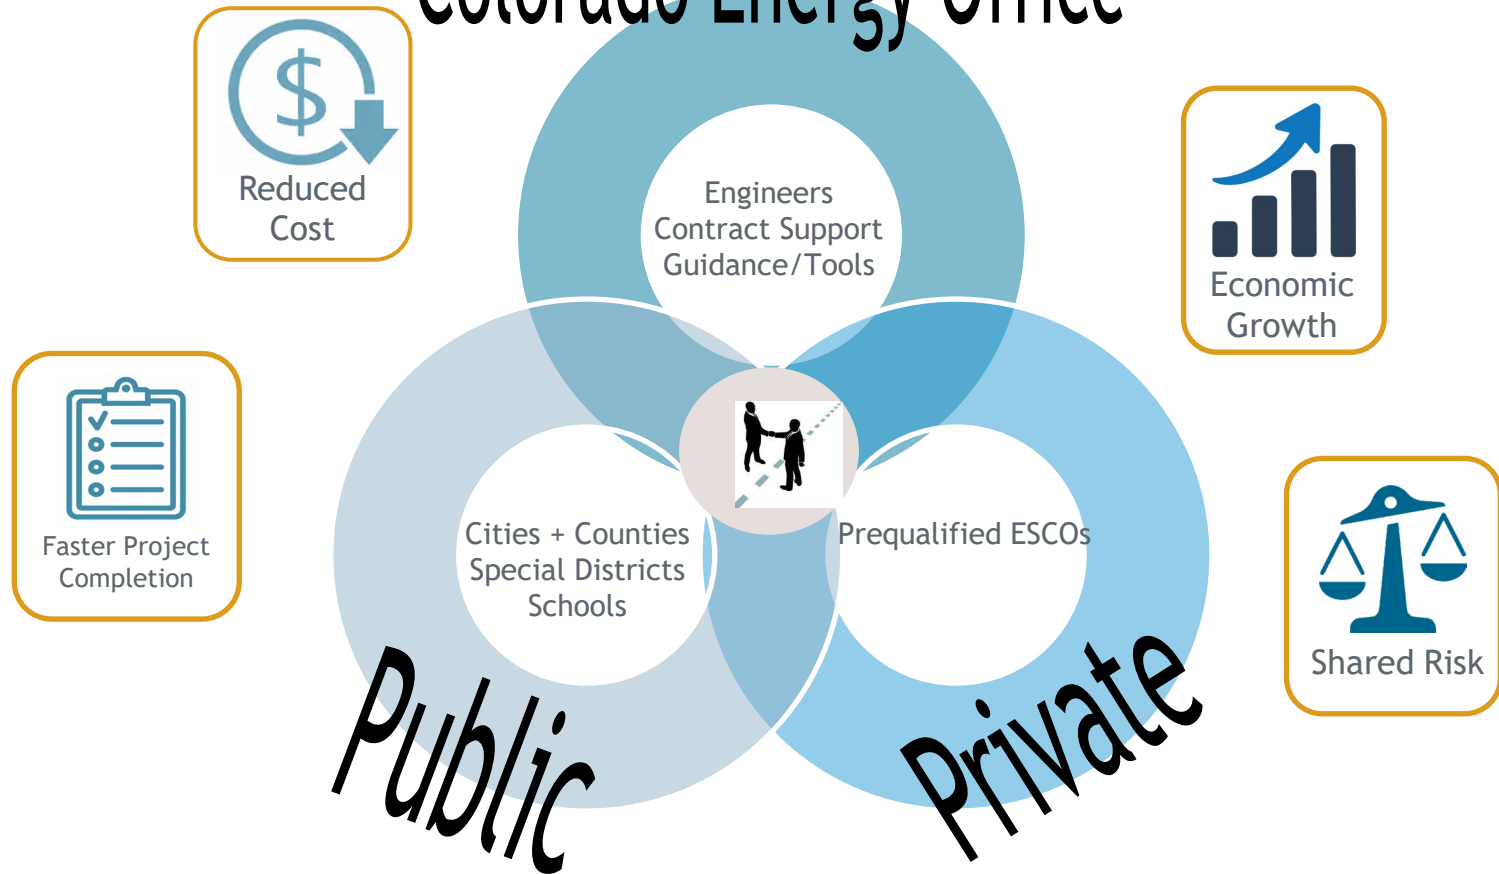 Colorado Energy Office
Reduced
Cost
Engineers
Contract Support
Guidance/Tools
Economic
Growth
Faster Project
Completion
Cities + Counties
Special Districts
Schools
Prequalified ESCOs
Shared Risk
Public
Private